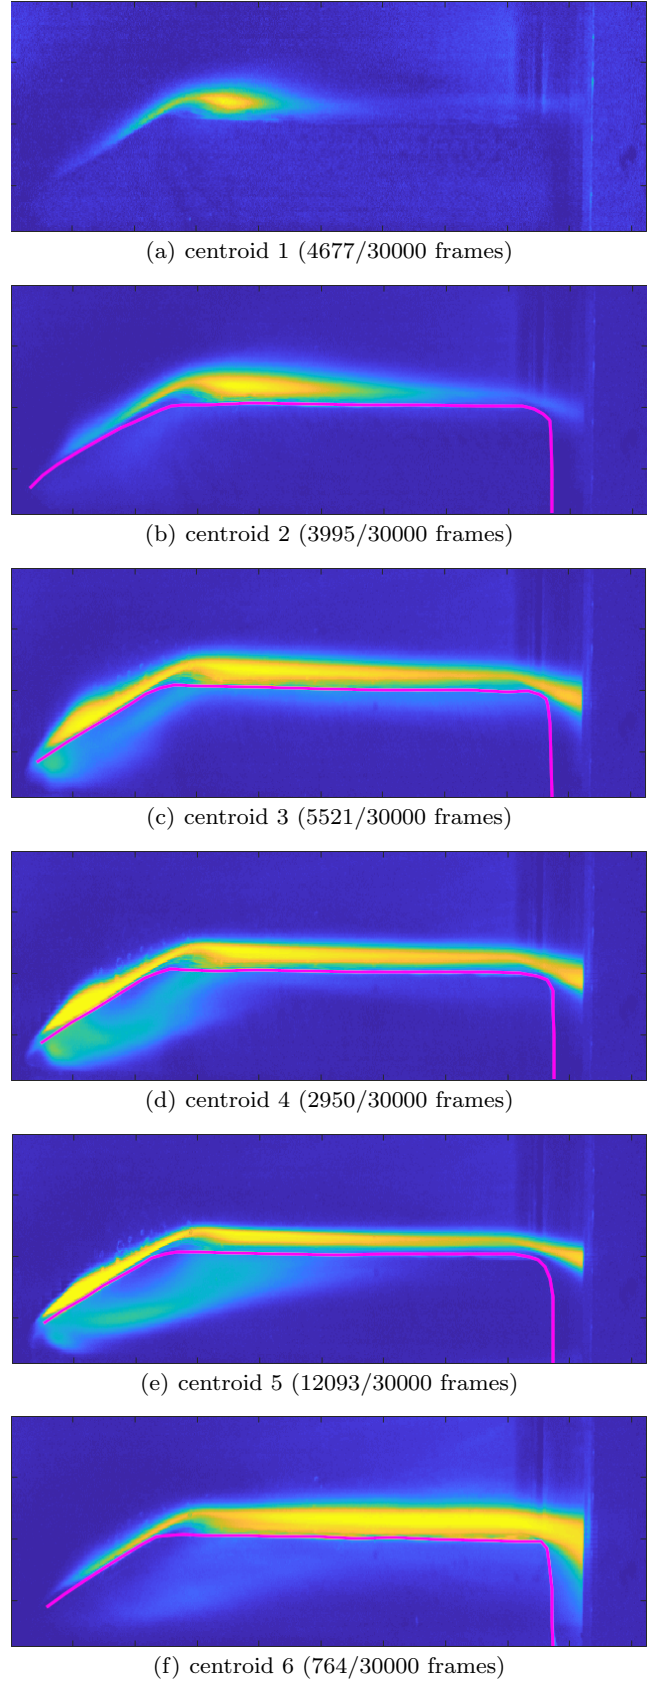 (a) centroid 1 (4677/30000 frames)
(b) centroid 2 (3995/30000 frames)
(c) centroid 3 (5521/30000 frames)
(d) centroid 4 (2950/30000 frames)
(e) centroid 5 (12093/30000 frames)
(f) centroid 6 (764/30000 frames)